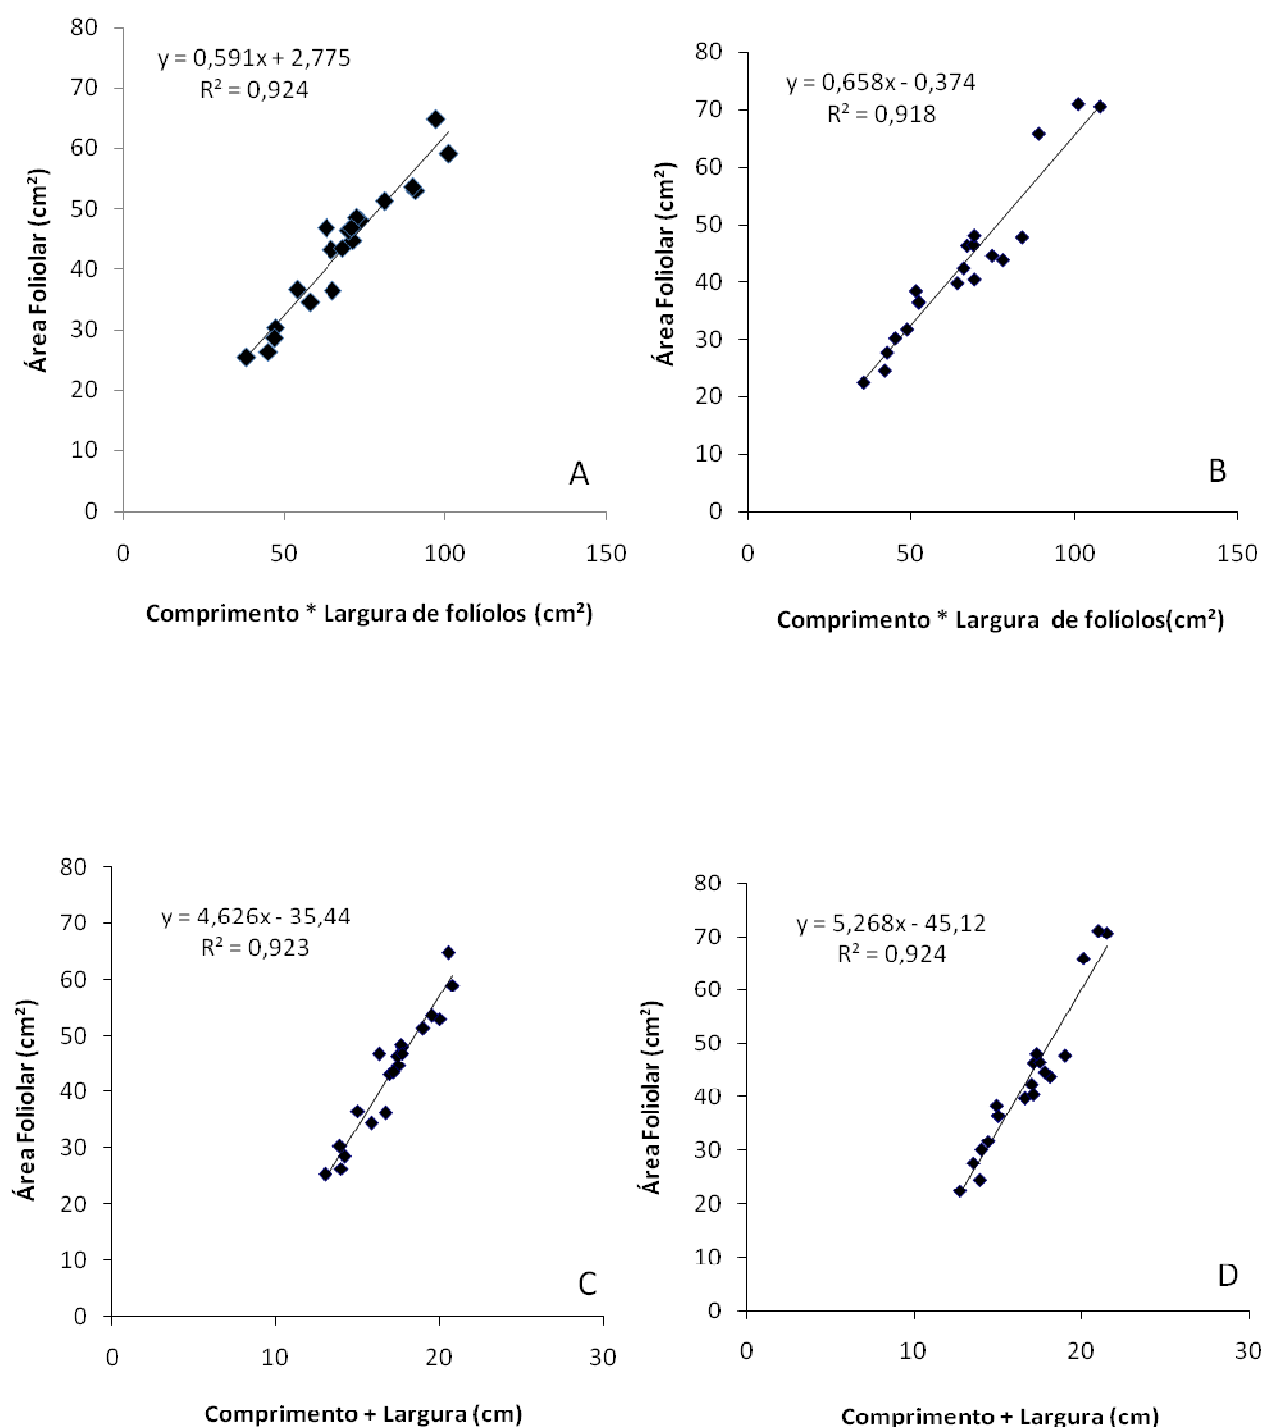 y = 0,591x + 2,775
R² = 0,924
80
70
60
50
40
30
20
10
0
Área Foliolar (cm²)
A
0 50 100 150
Comprimento * Largura de folíolos (cm²)
y = 0,658x - 0,374
R² = 0,918
80
70
60
50
40
30
20
10
0
Área Foliolar (cm²)
B
0 50 100 150
Comprimento * Largura de folíolos(cm²)
y = 4,626x - 35,44
R² = 0,923
80
70
60
50
40
30
20
10
0
Área Foliolar (cm²)
C
0 10 20 30
Comprimento + Largura (cm)
y = 5,268x - 45,12
R² = 0,924
80
70
60
50
40
30
20
10
0
Área Foliolar (cm²)
D
0 10 20 30
Comprimento + Largura (cm)